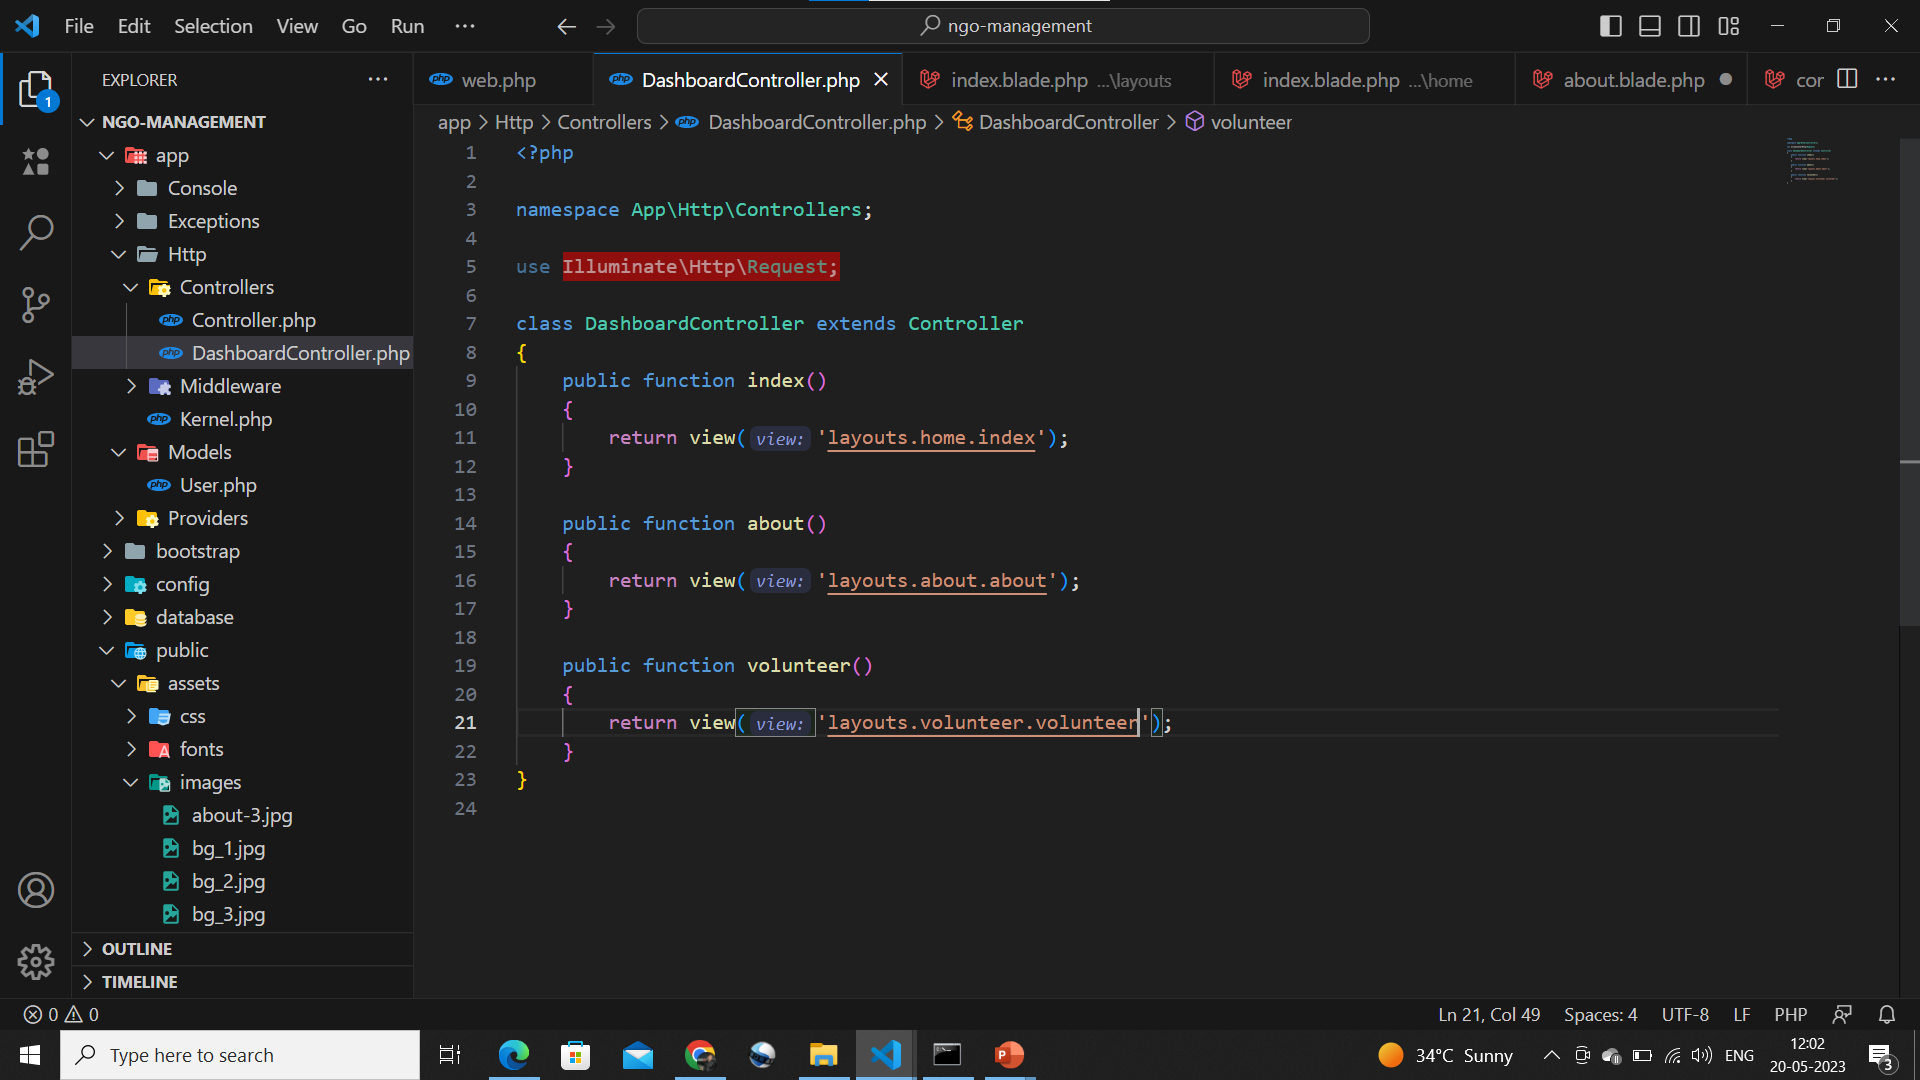 File Edit Selection View Go Run ···
ngo-management
EXPLORER ···
web.php
DashboardController.php
index.blade.php ...\layouts
index.blade.php ...\home
about.blade.php
cor
app > Http > Controllers > DashboardController.php > DashboardController > volunteer
NGO-MANAGEMENT
app
Console
Exceptions
Http
Controllers
Controller.php
DashboardController.php
Middleware
Kernel.php
Models
User.php
Providers
bootstrap
config
database
public
assets
css
fonts
images
about-3.jpg
bg_1.jpg
bg_2.jpg
bg_3.jpg
OUTLINE
TIMELINE
1 <?php
2
3 namespace App\Http\Controllers;
4
5 use Illuminate\Http\Request;
6
7 class DashboardController extends Controller
8 {
9 public function index()
10 {
11 return view(view: 'layouts.home.index');
12 }
13
14 public function about()
15 {
16 return view(view: 'layouts.about.about');
17 }
18
19 public function volunteer()
20 {
21 return view(view: 'layouts.volunteer.volunteer');
22 }
23 }
24
0 0
Ln 21, Col 49 Spaces: 4 UTF-8 LF PHP
Type here to search
34°C Sunny
ENG
12:02
20-05-2023
3